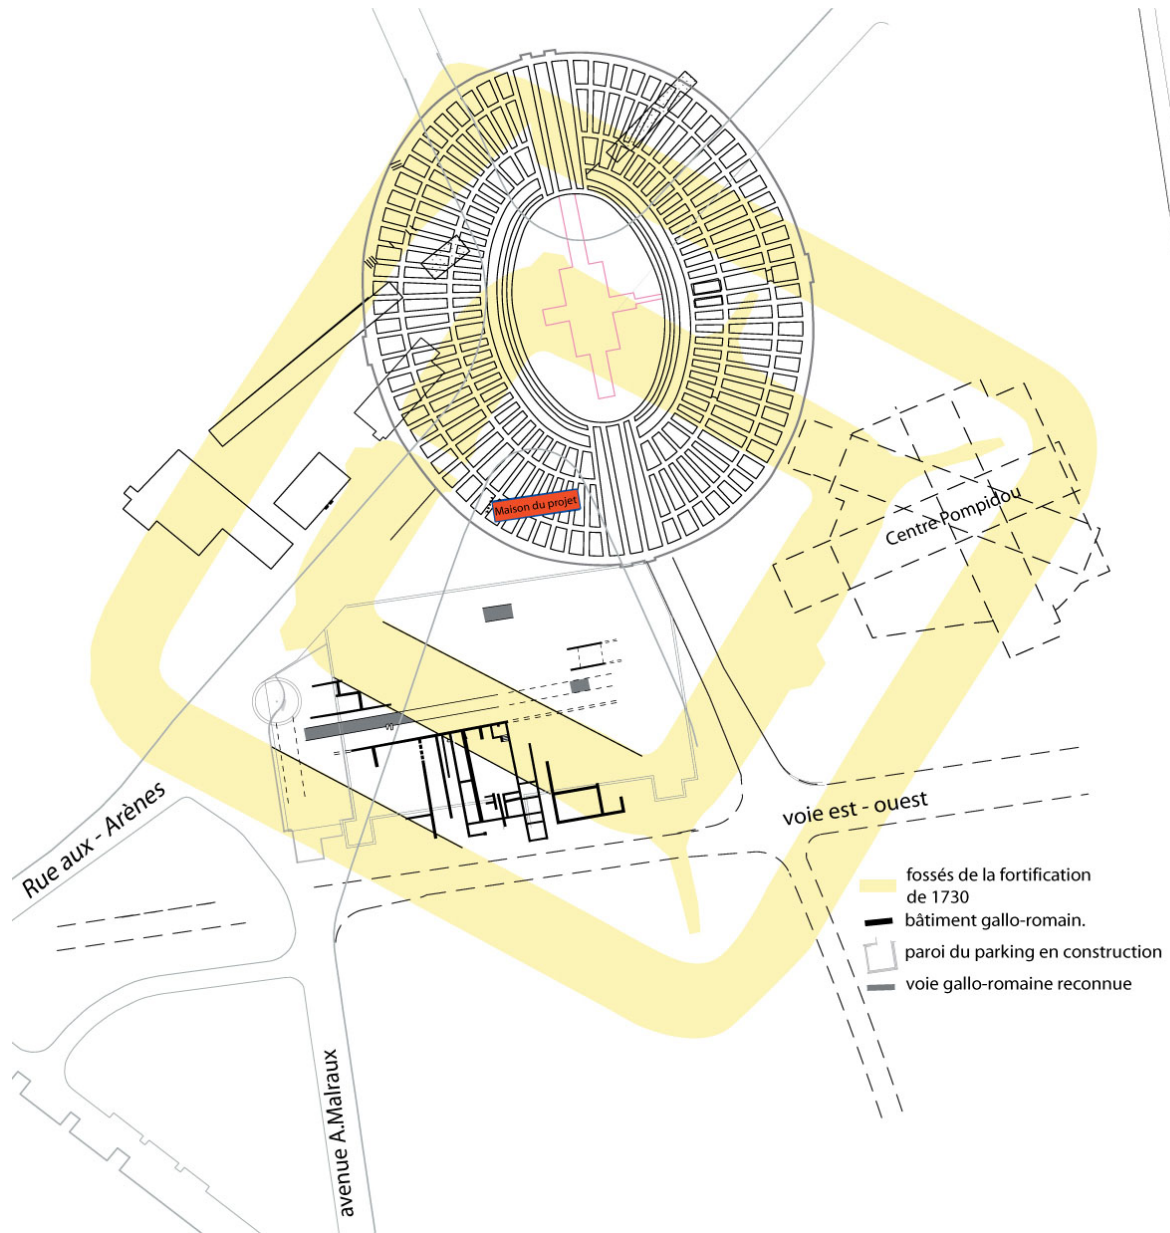 Maison du projet
Centre Pompidou
Rue aux - Arènes
voie est - ouest
avenue A.Malraux
fossés de la fortification
de 1730
bâtiment gallo-romain.
paroi du parking en construction
voie gallo-romaine reconnue